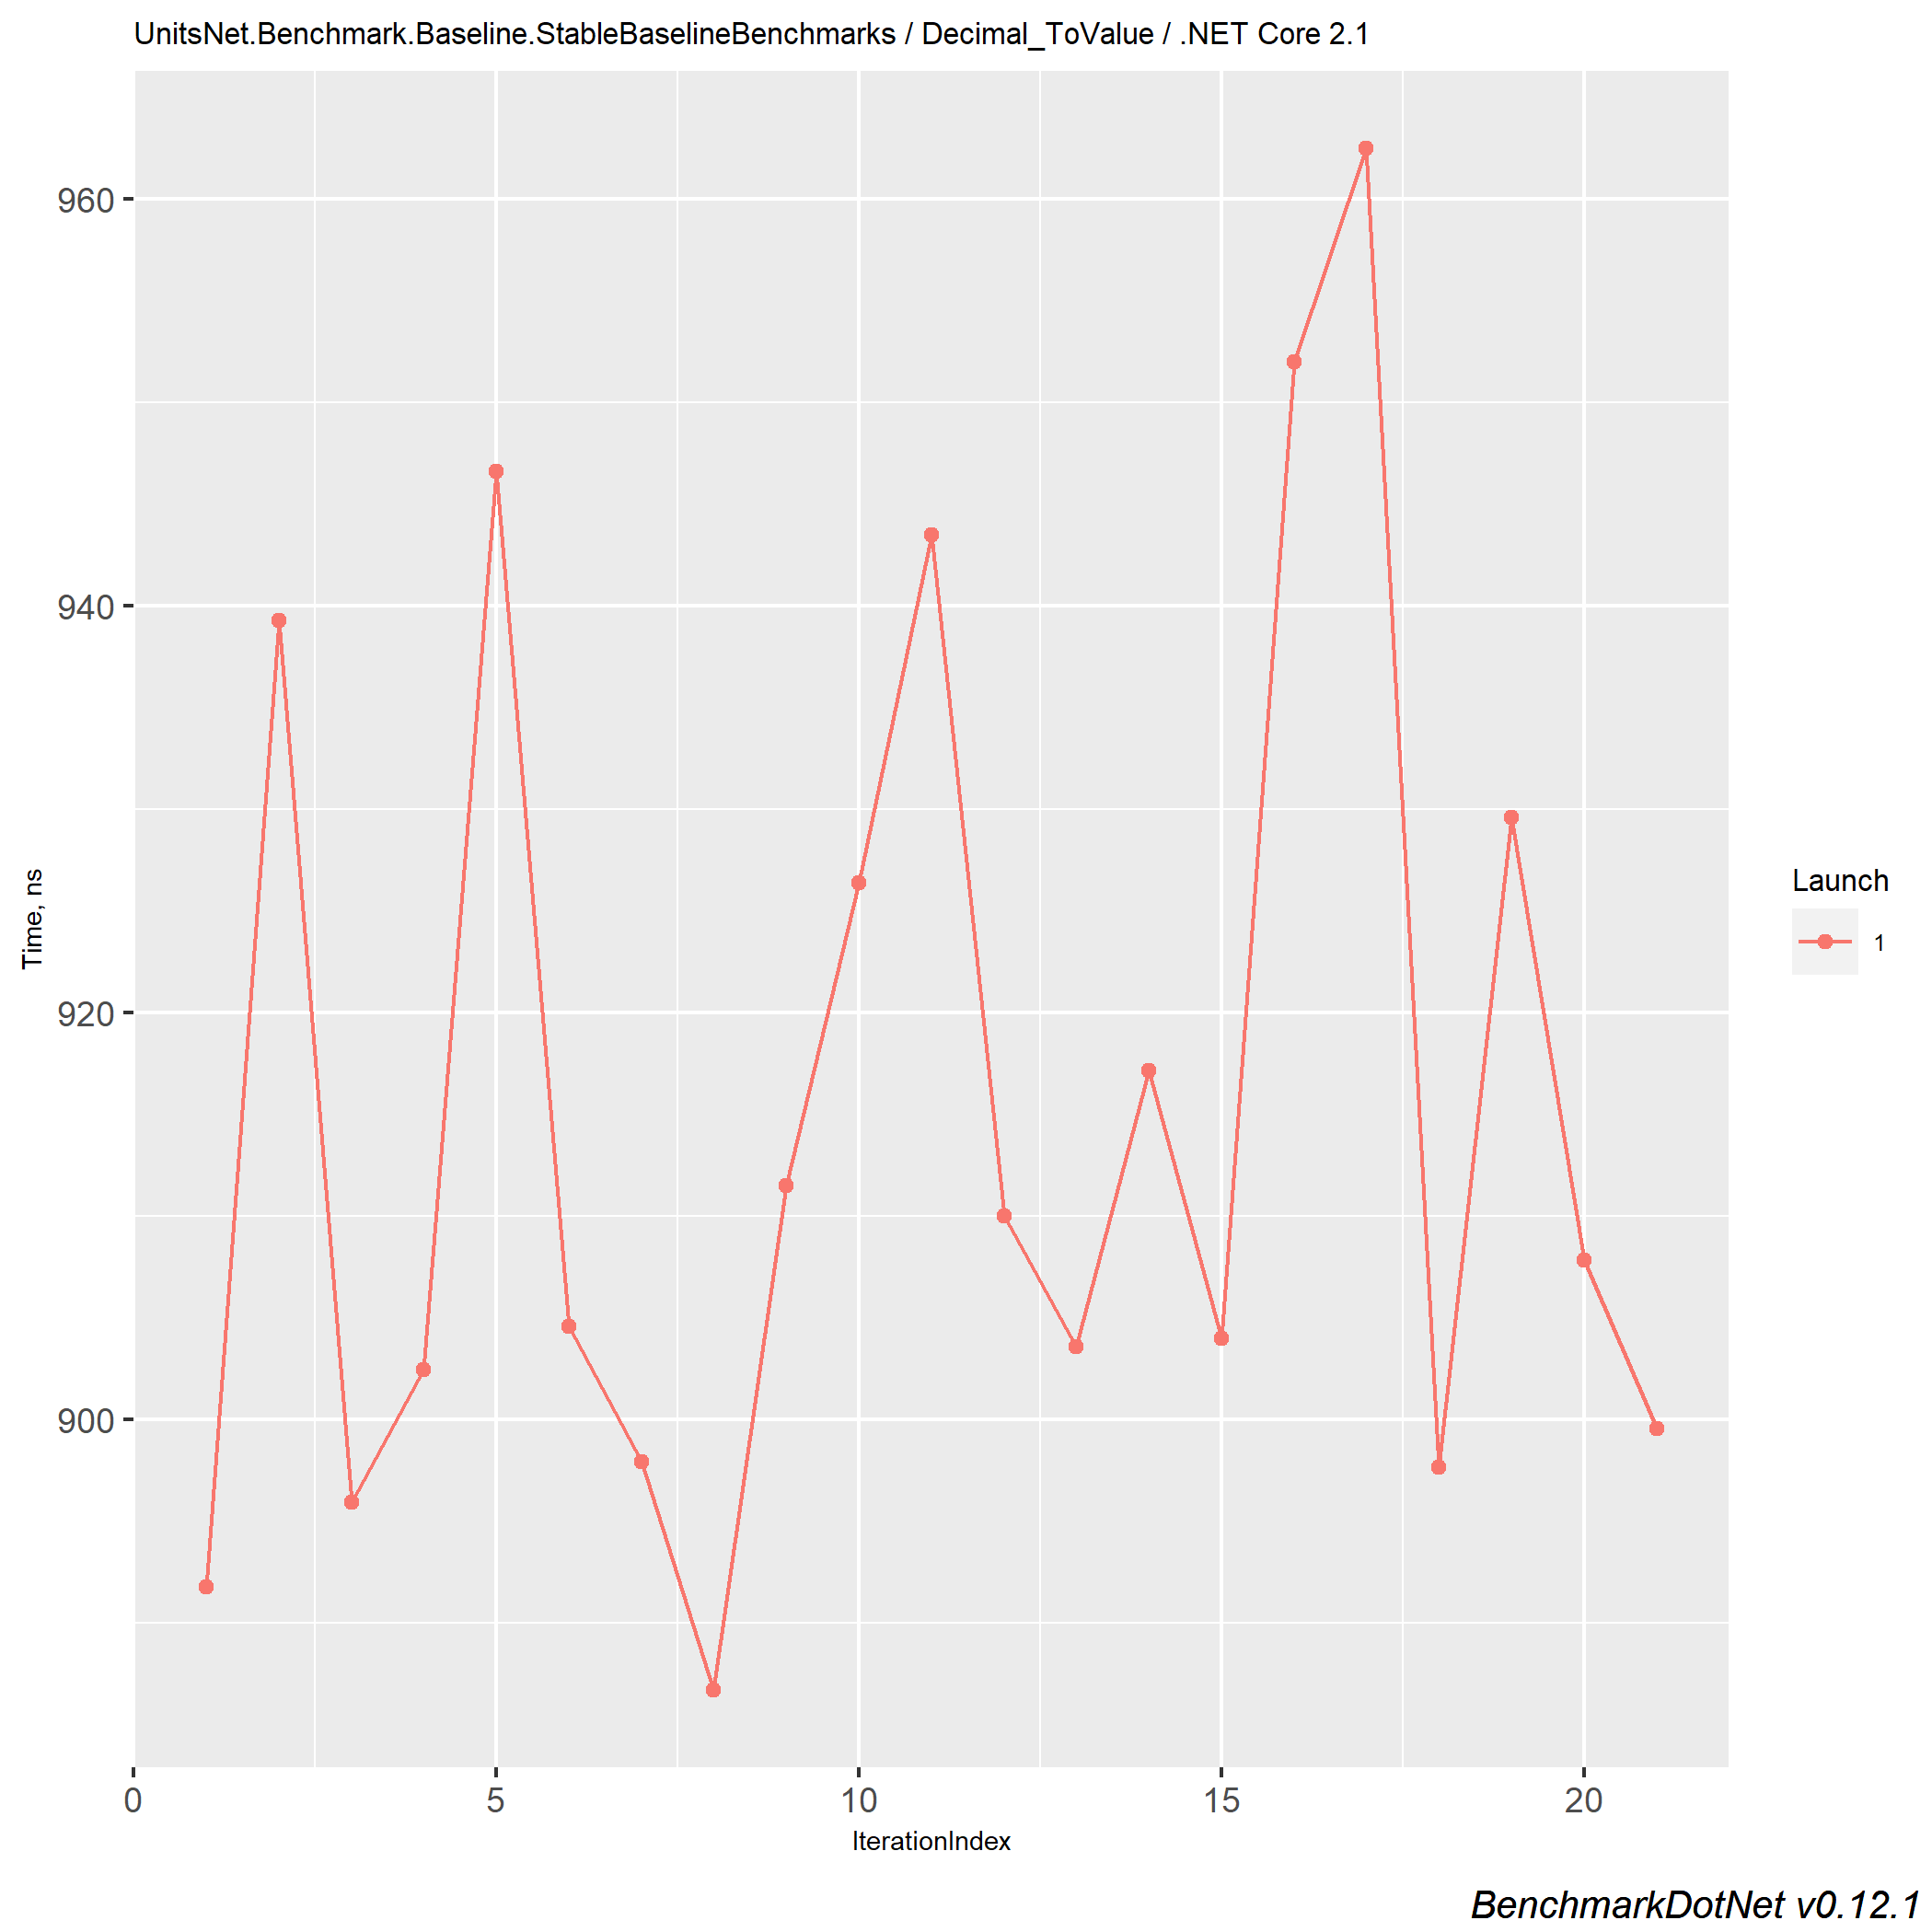 UnitsNet.Benchmark.Baseline.StableBaselineBenchmarks / Decimal_ToValue / .NET Core 2.1
960
940
920
900
Time, ns
0 5 10 15 20
IterationIndex
Launch
1
BenchmarkDotNet v0.12.1